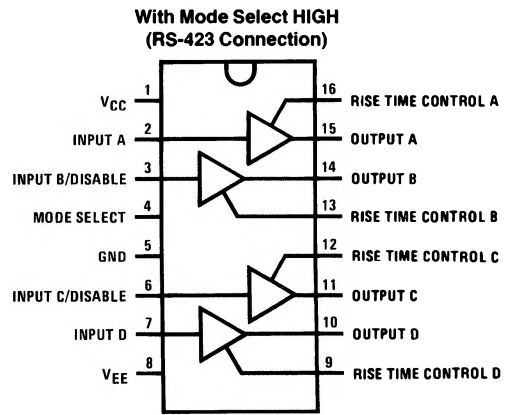 With Mode Select HIGH
(RS-423 Connection)
VCC 1 16 RISE TIME CONTROL A
INPUT A 2 15 OUTPUT A
INPUT B/DISABLE 3 14 OUTPUT B
MODE SELECT 4 13 RISE TIME CONTROL B
GND 5 12 RISE TIME CONTROL C
INPUT C/DISABLE 6 11 OUTPUT C
INPUT D 7 10 OUTPUT D
VEE 8 9 RISE TIME CONTROL D